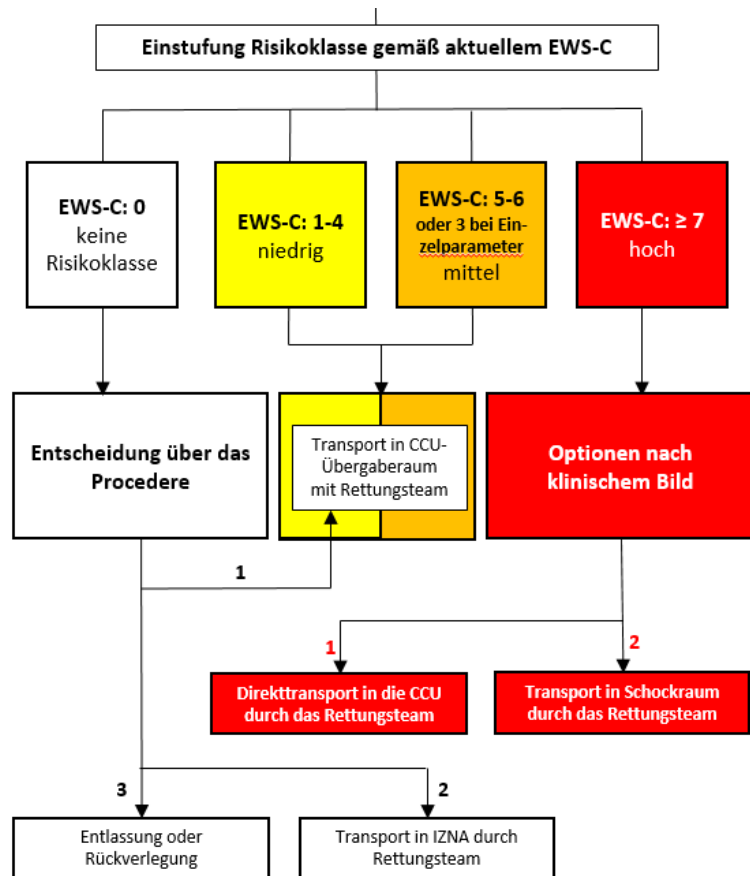 Einstufung Risikoklasse gemäß aktuellem EWS-C
EWS-C: 0
keine
Risikoklasse
EWS-C: 1-4
niedrig
EWS-C: 5-6
oder 3 bei Ein-
zelparameter
mittel
EWS-C: ≥ 7
hoch
Entscheidung über das
Procedere
Transport in CCU-
Übergaberaum
mit Rettungsteam
Optionen nach
klinischem Bild
1
1
2
Direkttransport in die CCU
durch das Rettungsteam
Transport in Schockraum
durch das Rettungsteam
3
2
Entlassung oder
Rückverlegung
Transport in IZNA durch
Rettungsteam